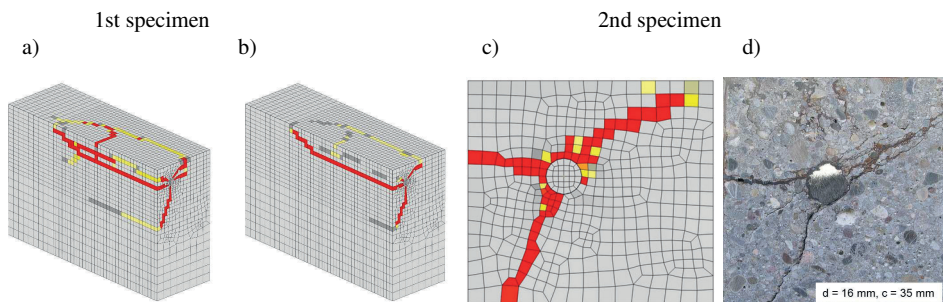 1st specimen
2nd specimen
a)
b)
c)
d)
d = 16 mm, c = 35 mm